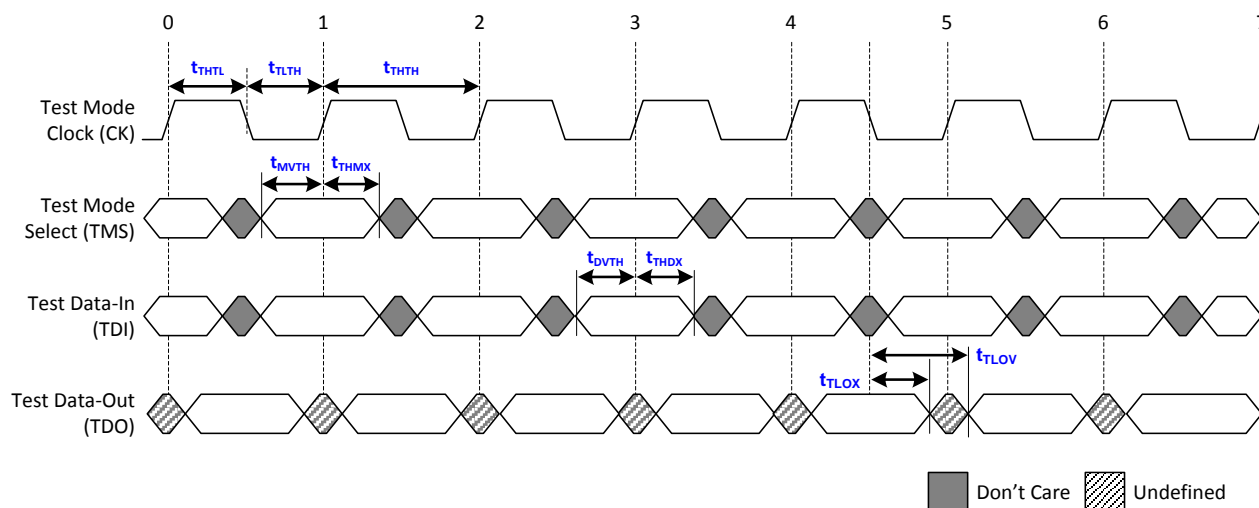 0 1 2 3 4 5 6 7
tTHTL tTLTH tTHTH
Test Mode
Clock (CK)
tMVTH tTHMX
Test Mode
Select (TMS)
tDVTH tTHDX
Test Data-In
(TDI)
tTLOV
tTLOX
Test Data-Out
(TDO)
Don't Care Undefined